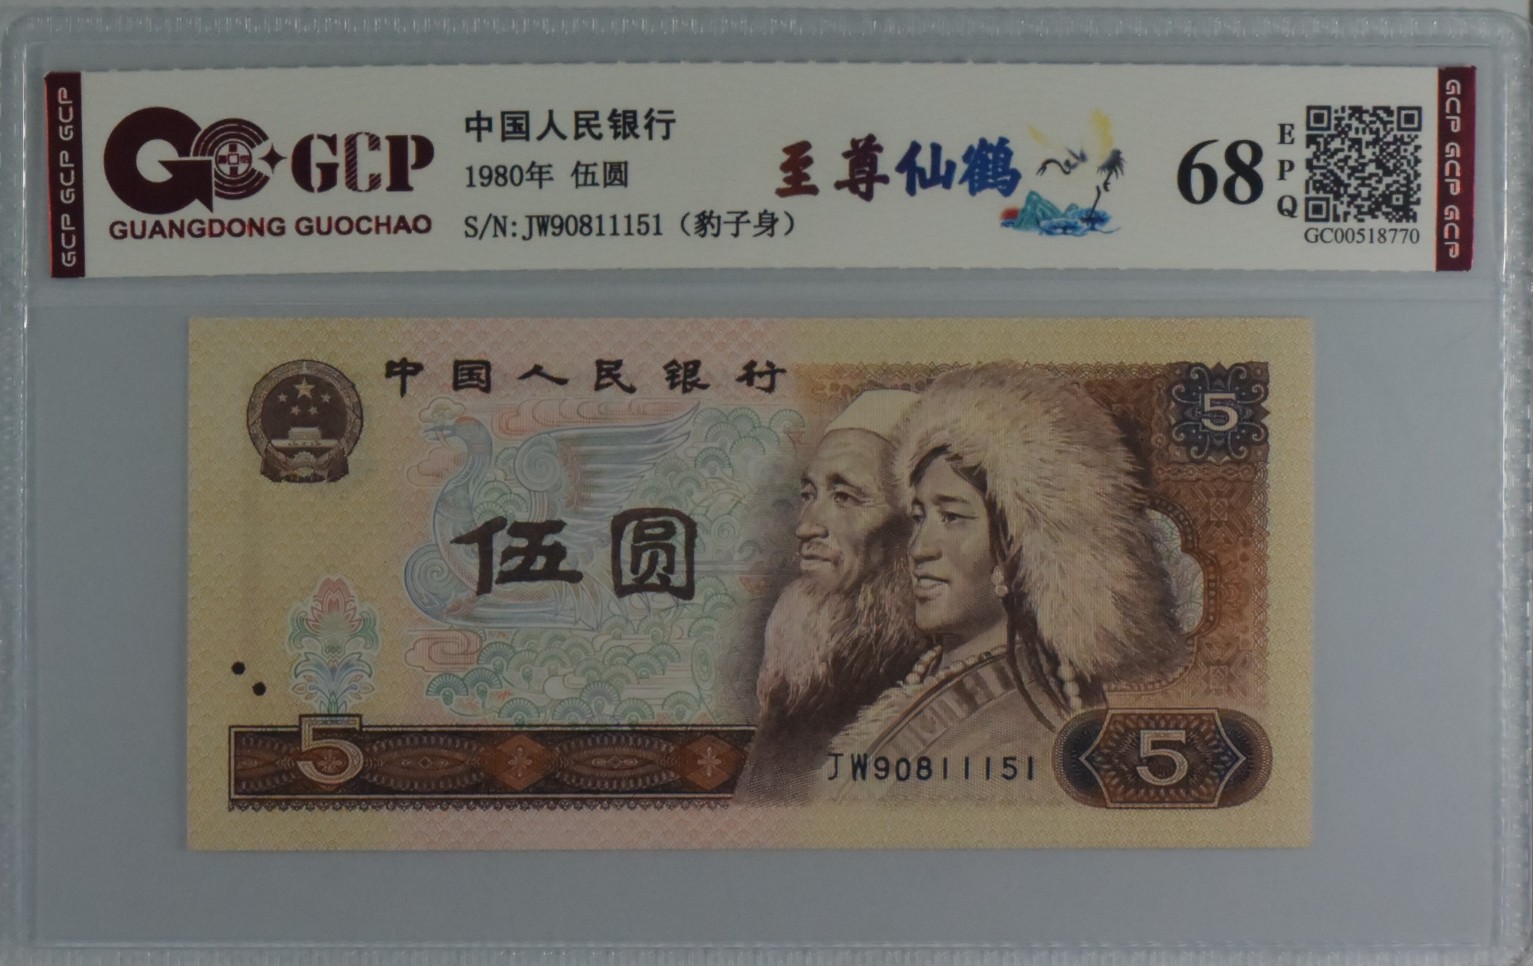 GCP GCP GCP
GCP
GUANGDONG GUOCHAO
中国人民银行
1980年 伍圆
S/N:JW90811151（豹子身）
至尊仙鹤
68
EPQ
GC00518770
GCP GCP GCP
中国人民银行
5
伍圆
5
JW90811151
5